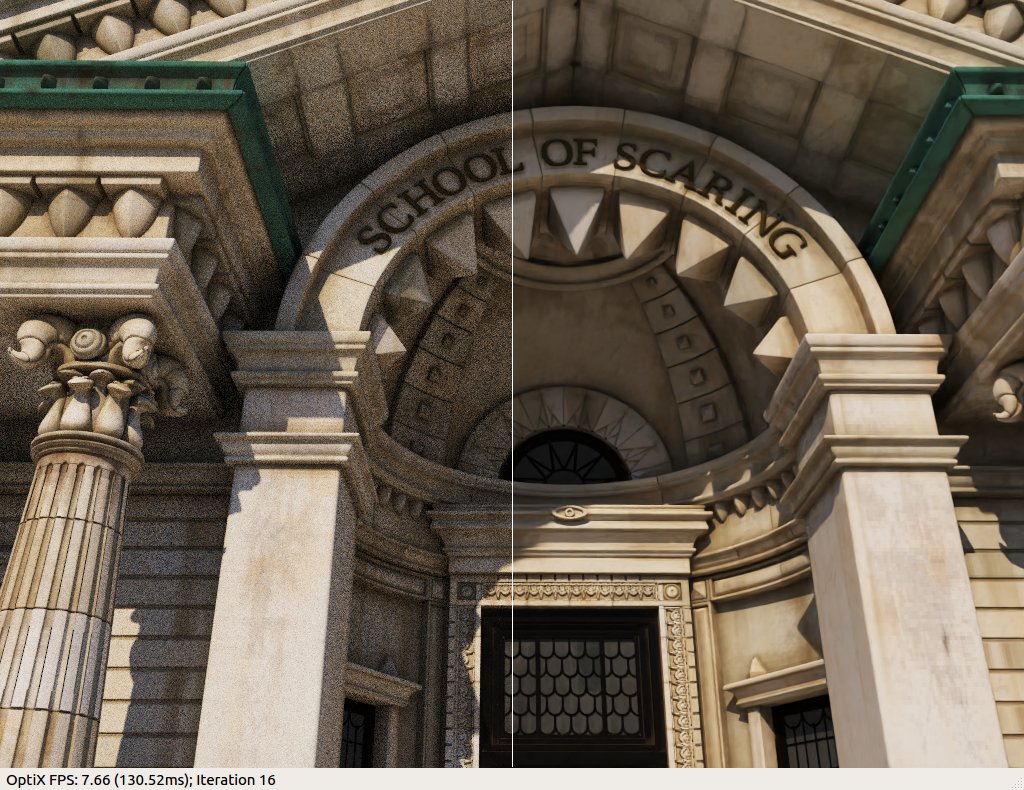 SCHOOL OF SCARING
OptiX FPS: 7.66 (130.52ms); Iteration 16